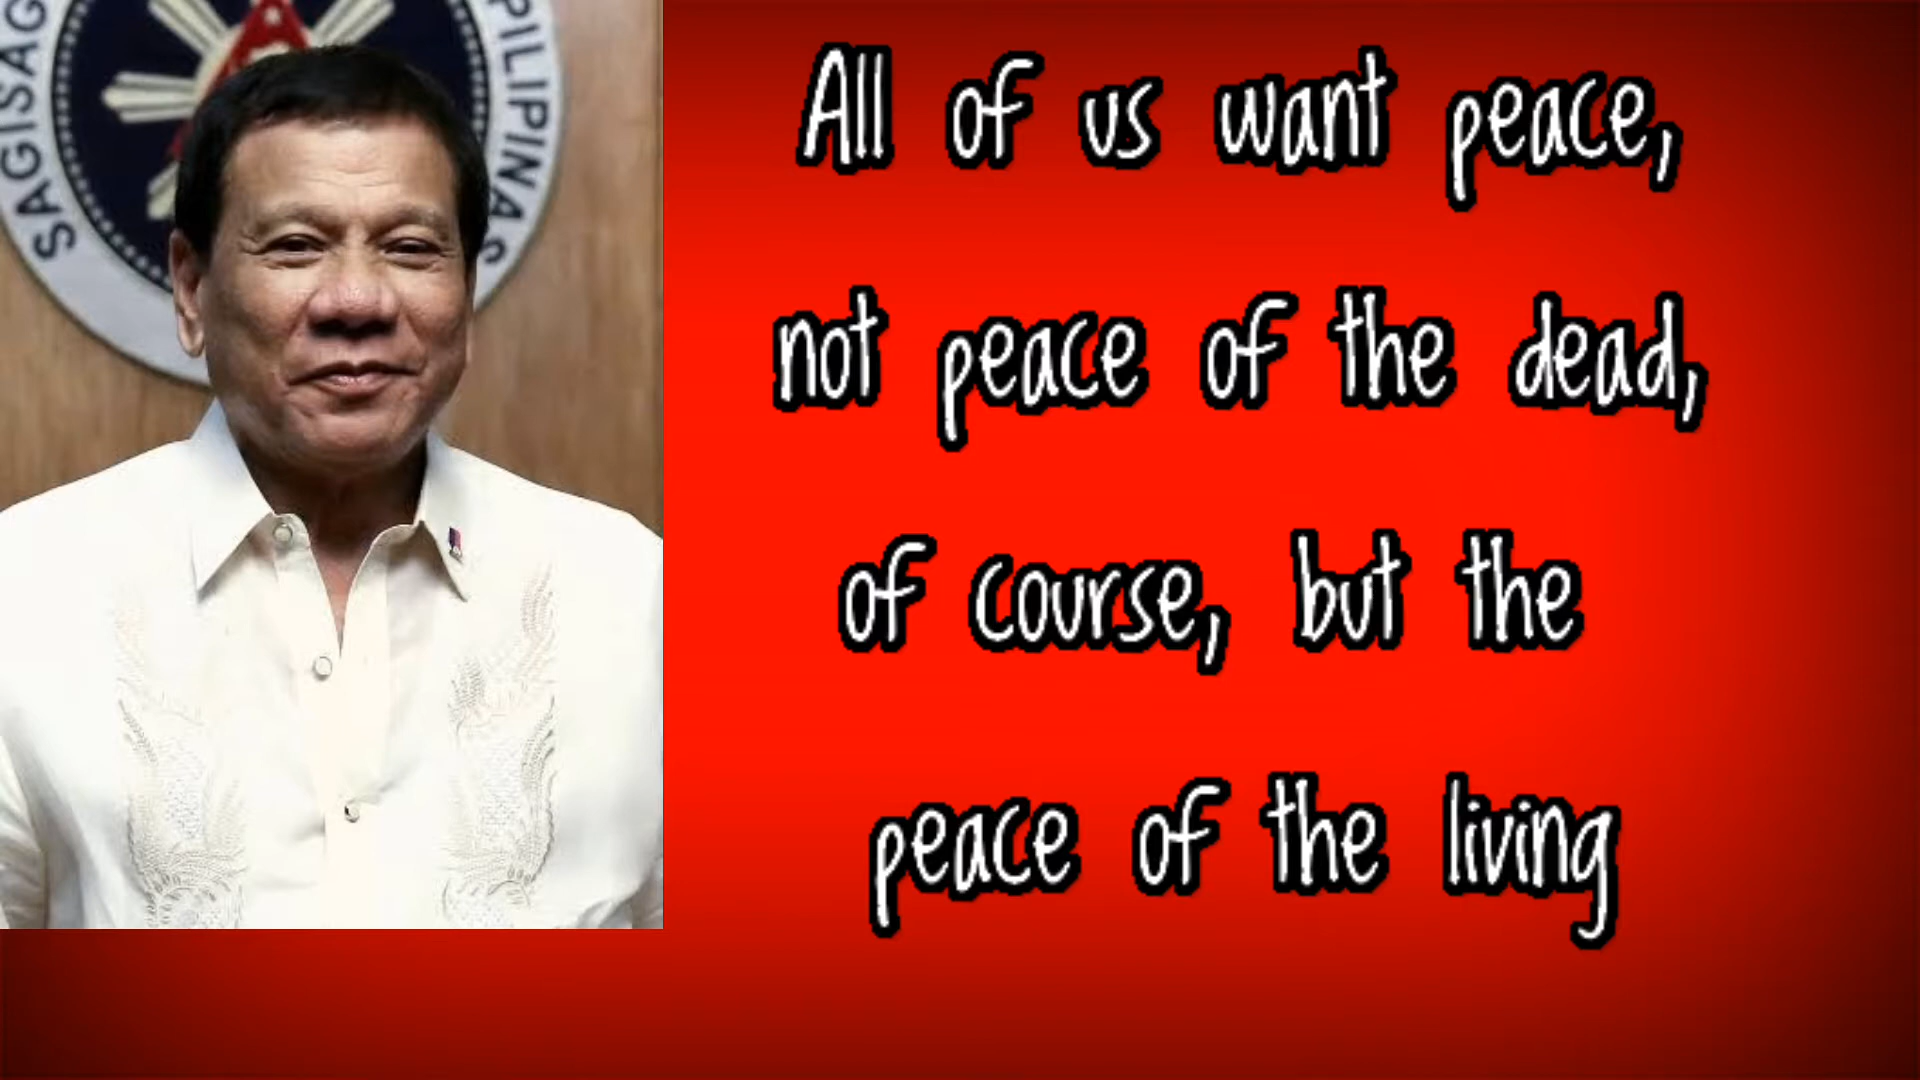 SAGISAG
PILIPINAS
All of us want peace,
not peace of the dead,
of course, but the
peace of the living